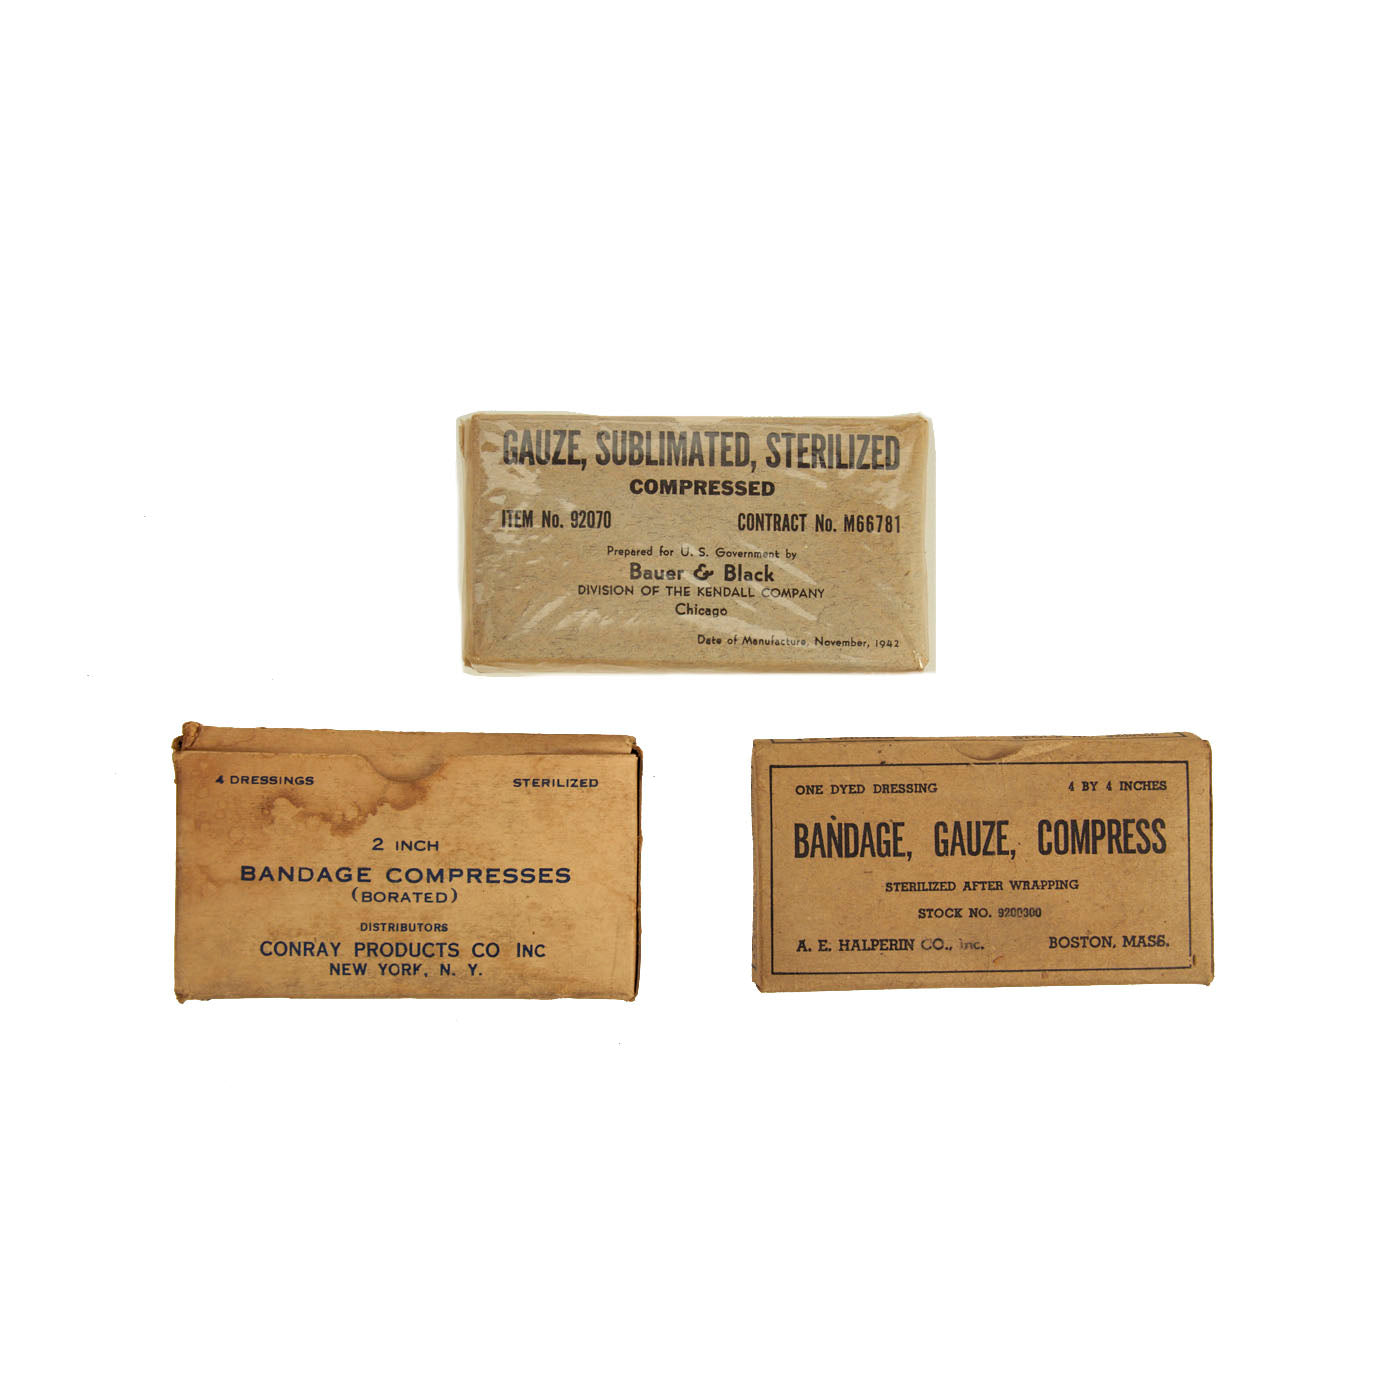 GAUZE, SUBLIMATED, STERILIZED
COMPRESSED
ITEM No. 92070 CONTRACT No. M66781
Prepared for U. S. Government by
Bauer & Black
DIVISION OF THE KENDALL COMPANY
Chicago
Date of Manufacture, November, 1942
4 DRESSINGS STERILIZED
2 INCH
BANDAGE COMPRESSES
(BORATED)
DISTRIBUTORS
CONRAY PRODUCTS CO INC
NEW YORK, N. Y.
ONE DYED DRESSING 4 BY 4 INCHES
BANDAGE, GAUZE, COMPRESS
STERILIZED AFTER WRAPPING
STOCK NO. 9200300
A. E. HALPERIN CO., Inc. BOSTON, MASS.